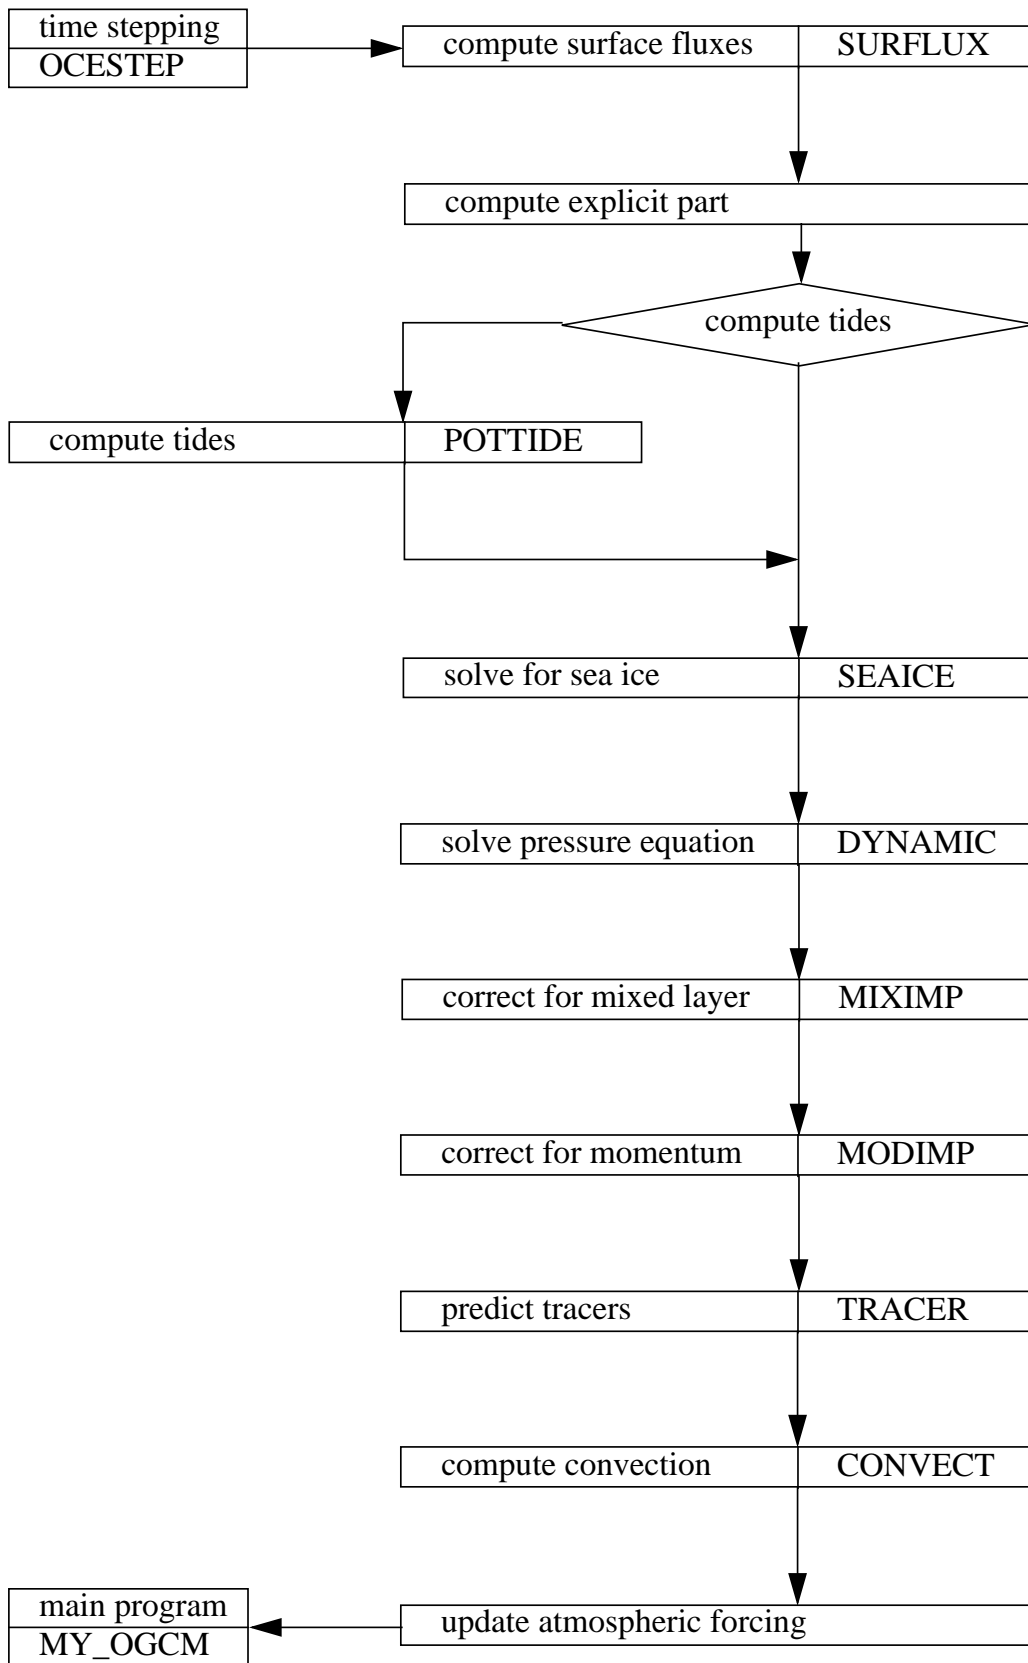 time stepping
OCESTEP
compute surface fluxes SURFLUX
compute explicit part
compute tides
compute tides POTTIDE
solve for sea ice SEAICE
solve pressure equation DYNAMIC
correct for mixed layer MIXIMP
correct for momentum MODIMP
predict tracers TRACER
compute convection CONVECT
update atmospheric forcing
main program
MY_OGCM